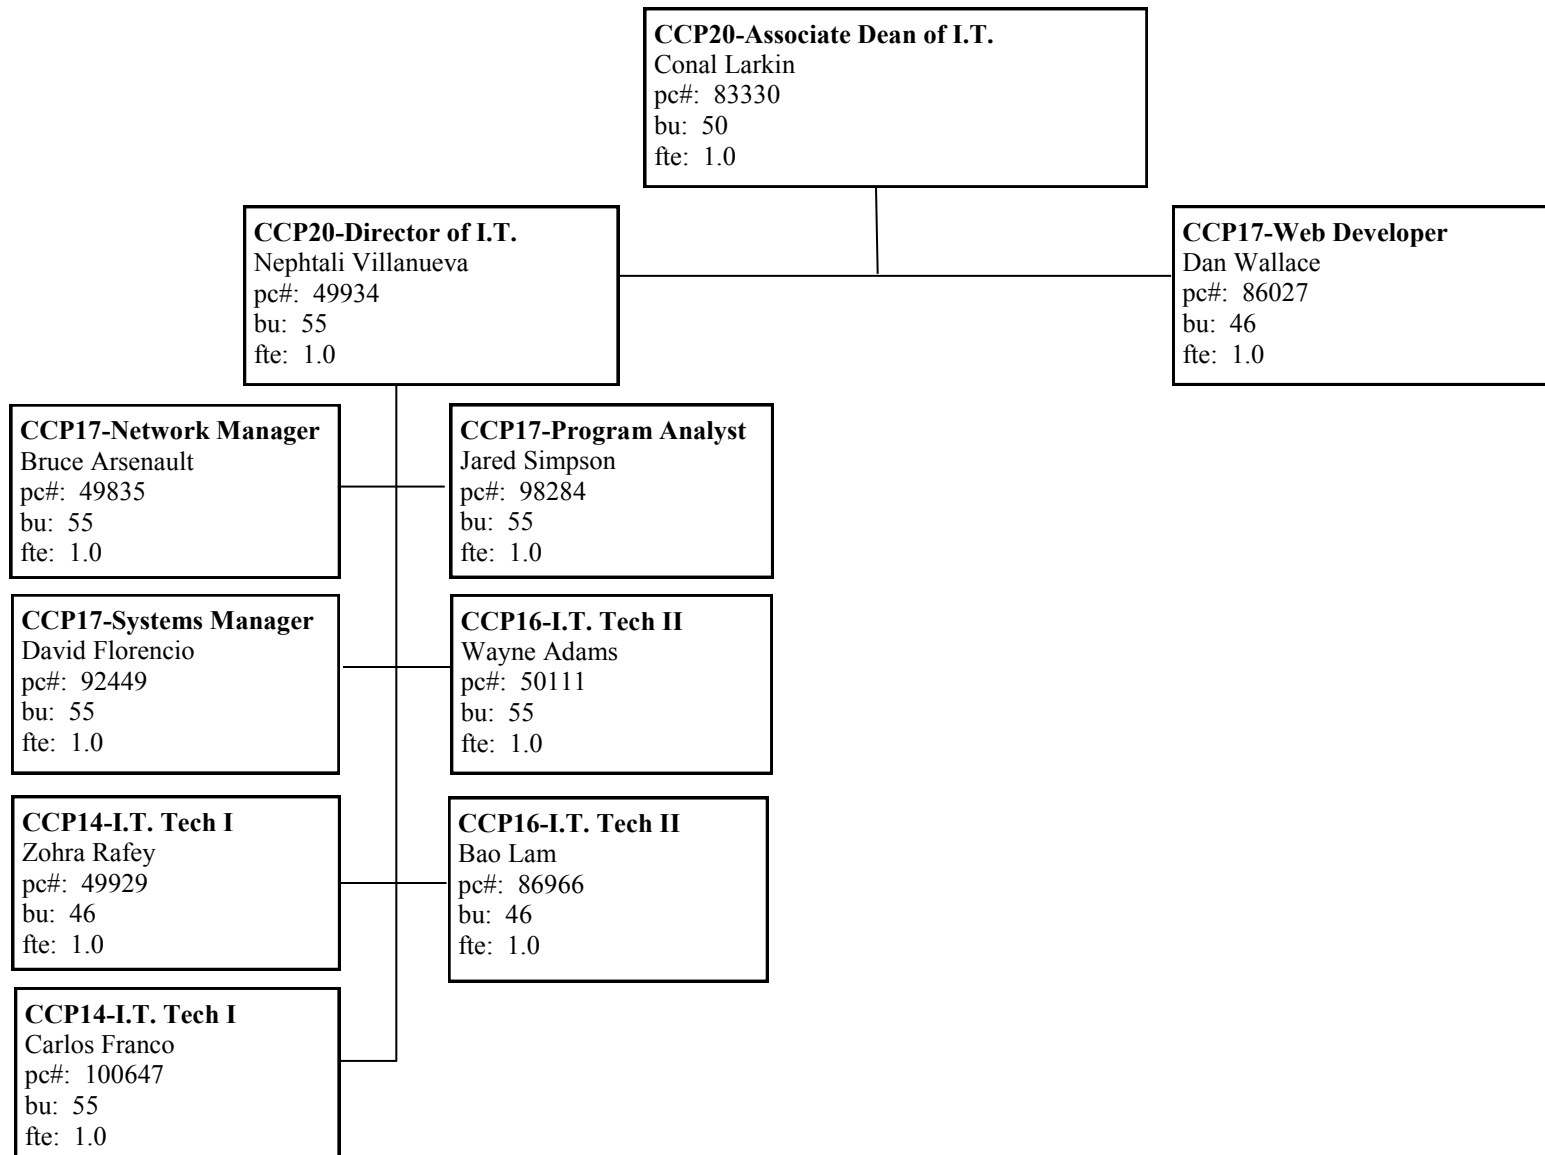 CCP20-Associate Dean of I.T.
Conal Larkin
pc#: 83330
bu: 50
fte: 1.0
CCP20-Director of I.T.
Nephtali Villanueva
pc#: 49934
bu: 55
fte: 1.0
CCP17-Web Developer
Dan Wallace
pc#: 86027
bu: 46
fte: 1.0
CCP17-Network Manager
Bruce Arsenault
pc#: 49835
bu: 55
fte: 1.0
CCP17-Program Analyst
Jared Simpson
pc#: 98284
bu: 55
fte: 1.0
CCP17-Systems Manager
David Florencio
pc#: 92449
bu: 55
fte: 1.0
CCP16-I.T. Tech II
Wayne Adams
pc#: 50111
bu: 55
fte: 1.0
CCP14-I.T. Tech I
Zohra Rafey
pc#: 49929
bu: 46
fte: 1.0
CCP16-I.T. Tech II
Bao Lam
pc#: 86966
bu: 46
fte: 1.0
CCP14-I.T. Tech I
Carlos Franco
pc#: 100647
bu: 55
fte: 1.0